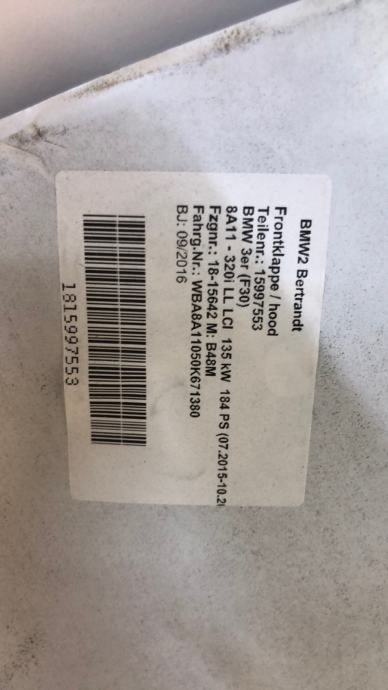 BMW2 Bertrandt
Frontklappe / hood
Teilenr.: 15997553
BMW 3er (F30)
8A11 - 320i LL LCI 135 kW 184 PS (07.2015-10.20
Fzgnr.: 18-15642 M: B48M
Fahrg.Nr.: WBA8A11050K671380
BJ: 09/2016
1815997553